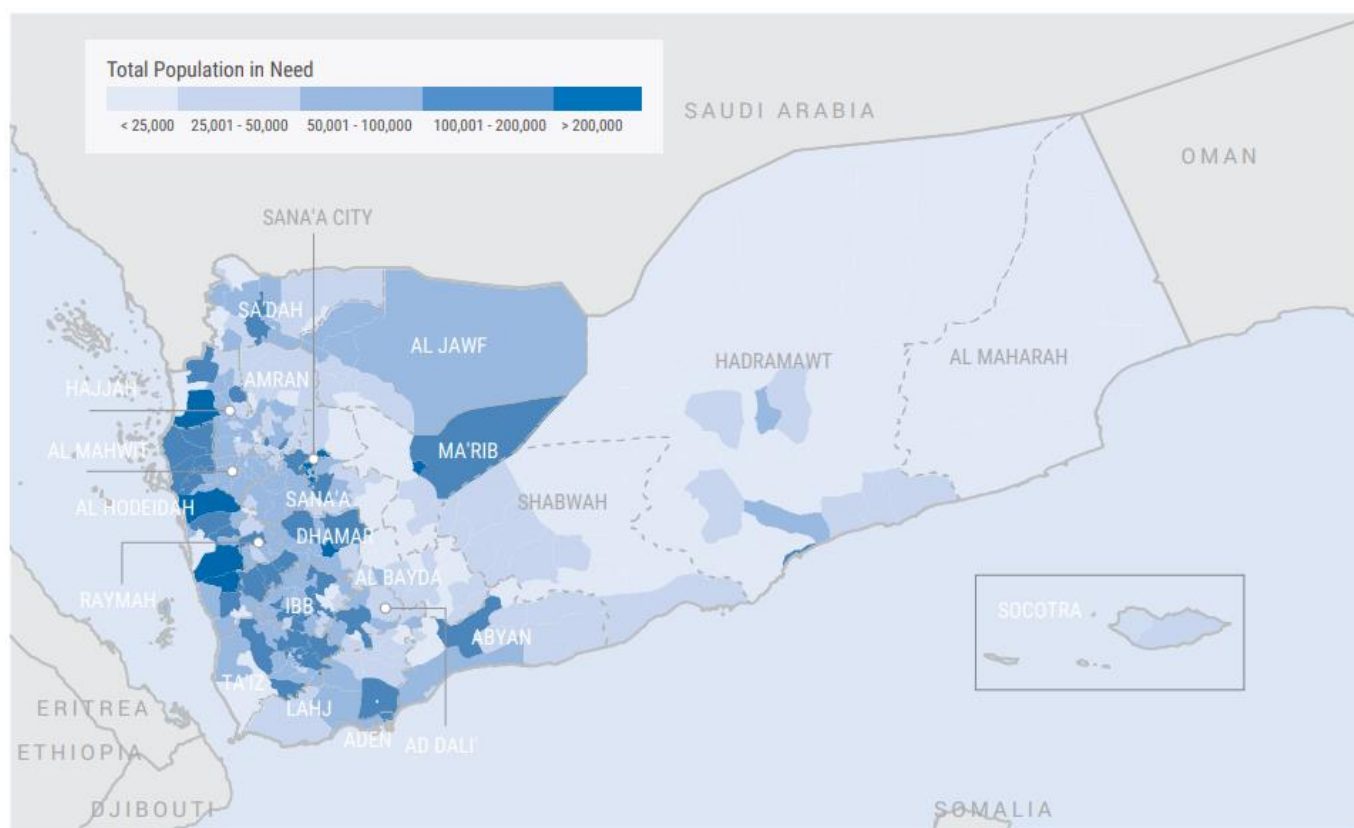 Total Population in Need
< 25,000 25,001 - 50,000 50,001 - 100,000 100,001 - 200,000 > 200,000
SAUDI ARABIA
OMAN
SANA'A CITY
SA'DAH
AL JAWF
HADRAMAWT
AL MAHARAH
HAJJAH
AMRAN
AL MAHWIT
MA'RIB
SANA'A
SHABWAH
AL HODEIDAH
DHAMAR
AL BAYDA
RAYMAH
IBB
ABYAN
SOCOTRA
TA'IZ
LAHJ
ERITREA
ADEN
AD DALI'
ETHIOPIA
DJIBOUTI
SOMALIA